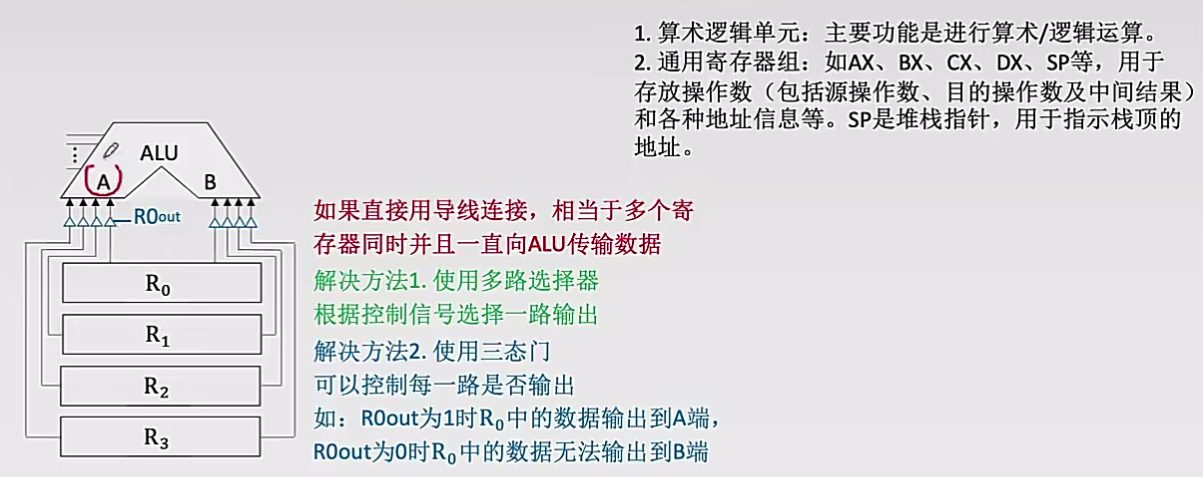 1. 算术逻辑单元：主要功能是进行算术/逻辑运算。
2. 通用寄存器组：如AX、BX、CX、DX、SP等，用于
存放操作数（包括源操作数、目的操作数及中间结果）
和各种地址信息等。SP是堆栈指针，用于指示栈顶的
地址。
ALU
A
B
R0out
R0
R1
R2
R3
如果直接用导线连接，相当于多个寄
存器同时并且一直向ALU传输数据
解决方法1. 使用多路选择器
根据控制信号选择一路输出
解决方法2. 使用三态门
可以控制每一路是否输出
如：R0out为1时R0中的数据输出到A端，
R0out为0时R0中的数据无法输出到B端